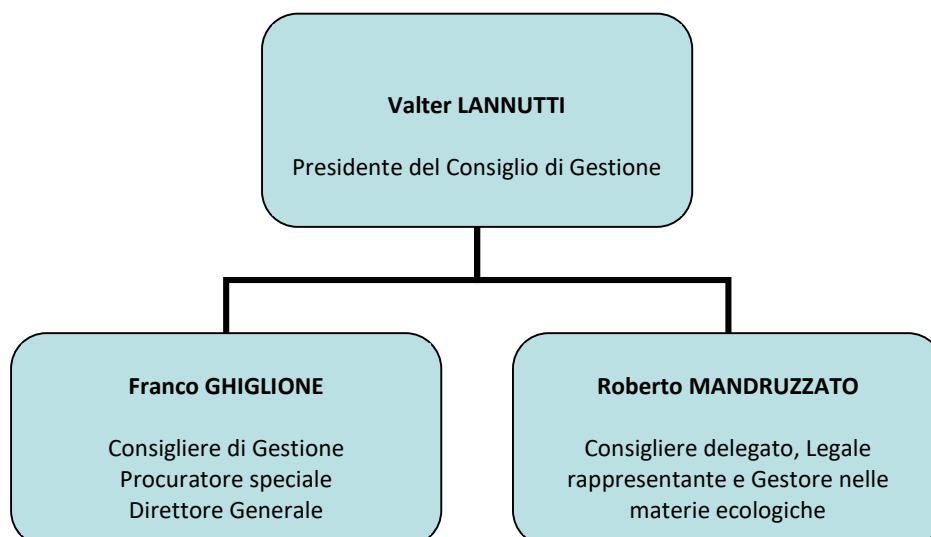 Valter LANNUTTI
Presidente del Consiglio di Gestione
Franco GHIGLIONE
Consigliere di Gestione
Procuratore speciale
Direttore Generale
Roberto MANDRUZZATO
Consigliere delegato, Legale
rappresentante e Gestore nelle
materie ecologiche